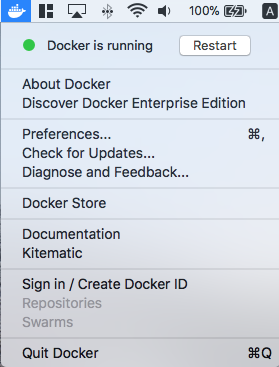 100%
A
Docker is running
Restart
About Docker
Discover Docker Enterprise Edition
Preferences...
⌘,
Check for Updates...
Diagnose and Feedback...
Docker Store
Documentation
Kitematic
Sign in / Create Docker ID
Repositories
Swarms
Quit Docker
⌘Q